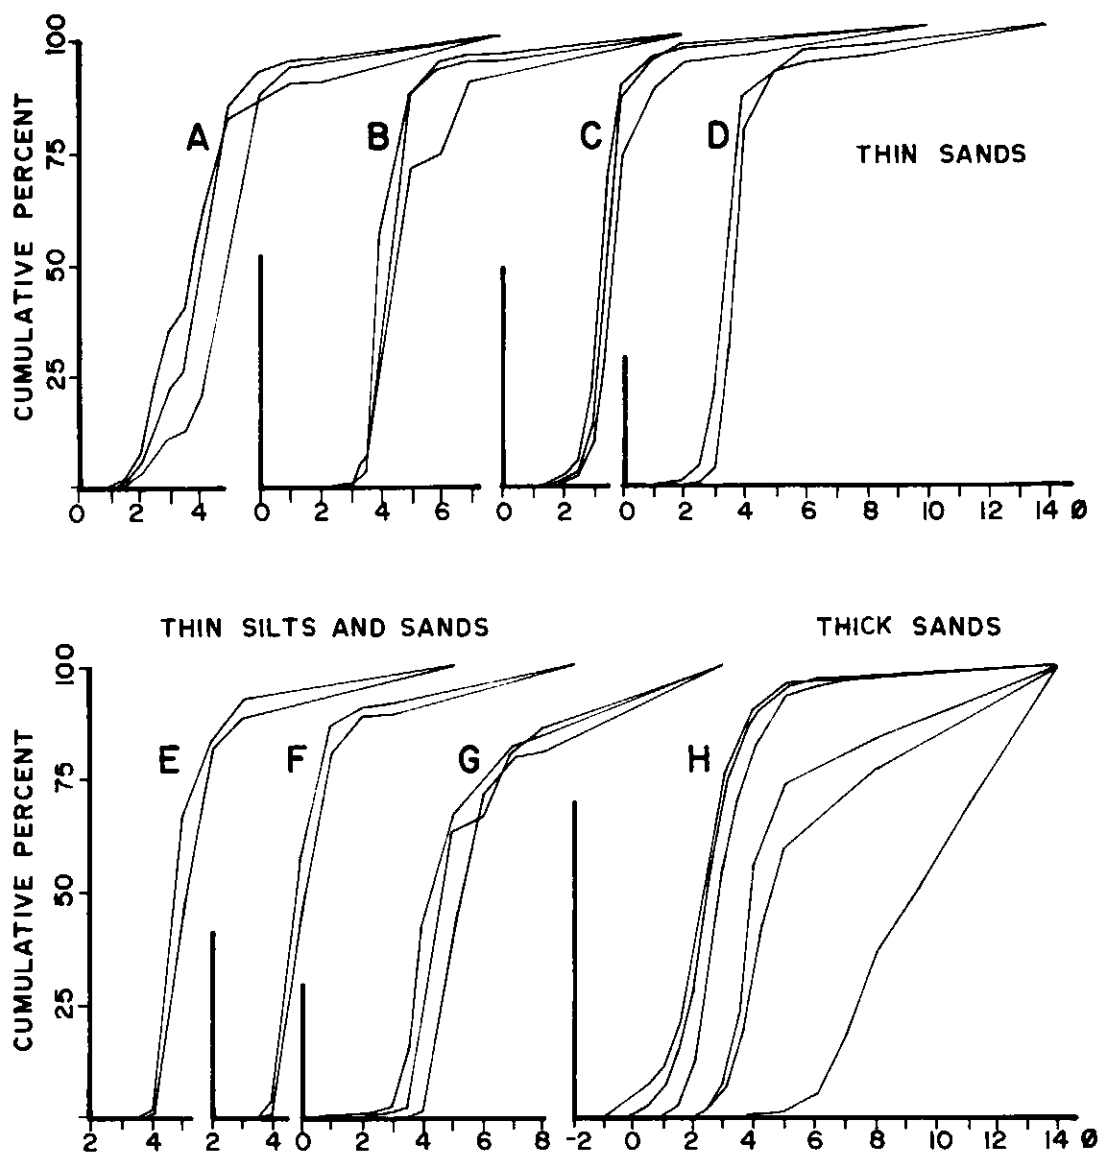 CUMULATIVE PERCENT
100
75
50
25
A
B
C
D
THIN SANDS
0 2 4
0 2 4 6
0 2
0 2 4 6 8 10 12 14 ø
THIN SILTS AND SANDS
THICK SANDS
CUMULATIVE PERCENT
100
75
50
25
E
F
G
H
2 4
2 4
0 2 4 6 8
-2 0 2 4 6 8 10 12 14 ø